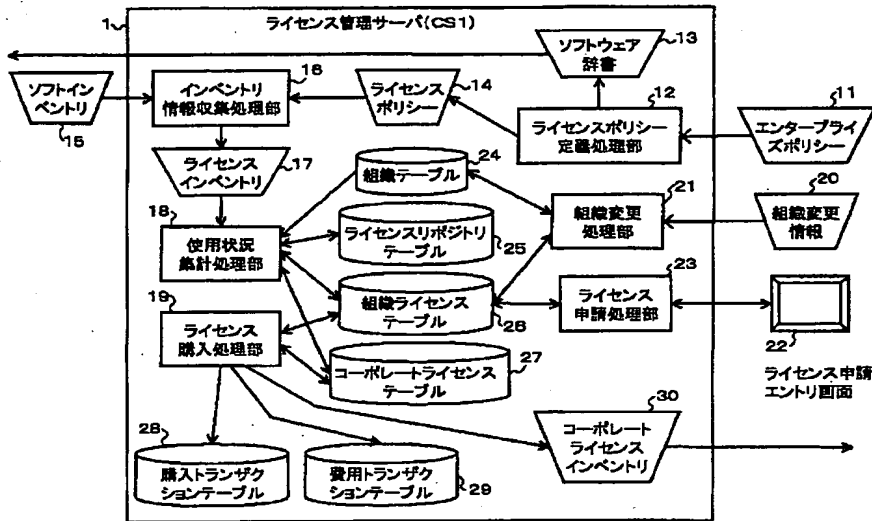 1
ライセンス管理サーバ(CS1)
ソフトウェア
辞書
13
ソフトイ
ンベントリ
15
インベントリ
情報収集処理部
16
ライセンス
ポリシー
14
ライセンスポリシー
定義処理部
12
エンタープライ
ズポリシー
11
ライセンス
インベントリ
17
組織テーブル
24
組織変更
処理部
21
組織変更
情報
20
使用状況
集計処理部
18
ライセンスリポジトリ
テーブル
25
組織ライセンス
テーブル
26
ライセンス
申請処理部
23
22
ライセンス申請
エントリ画面
ライセンス
購入処理部
19
コーポレートライセンス
テーブル
27
購入トランザク
ションテーブル
28
費用トランザク
ションテーブル
29
コーポレート
ライセンス
インベントリ
30